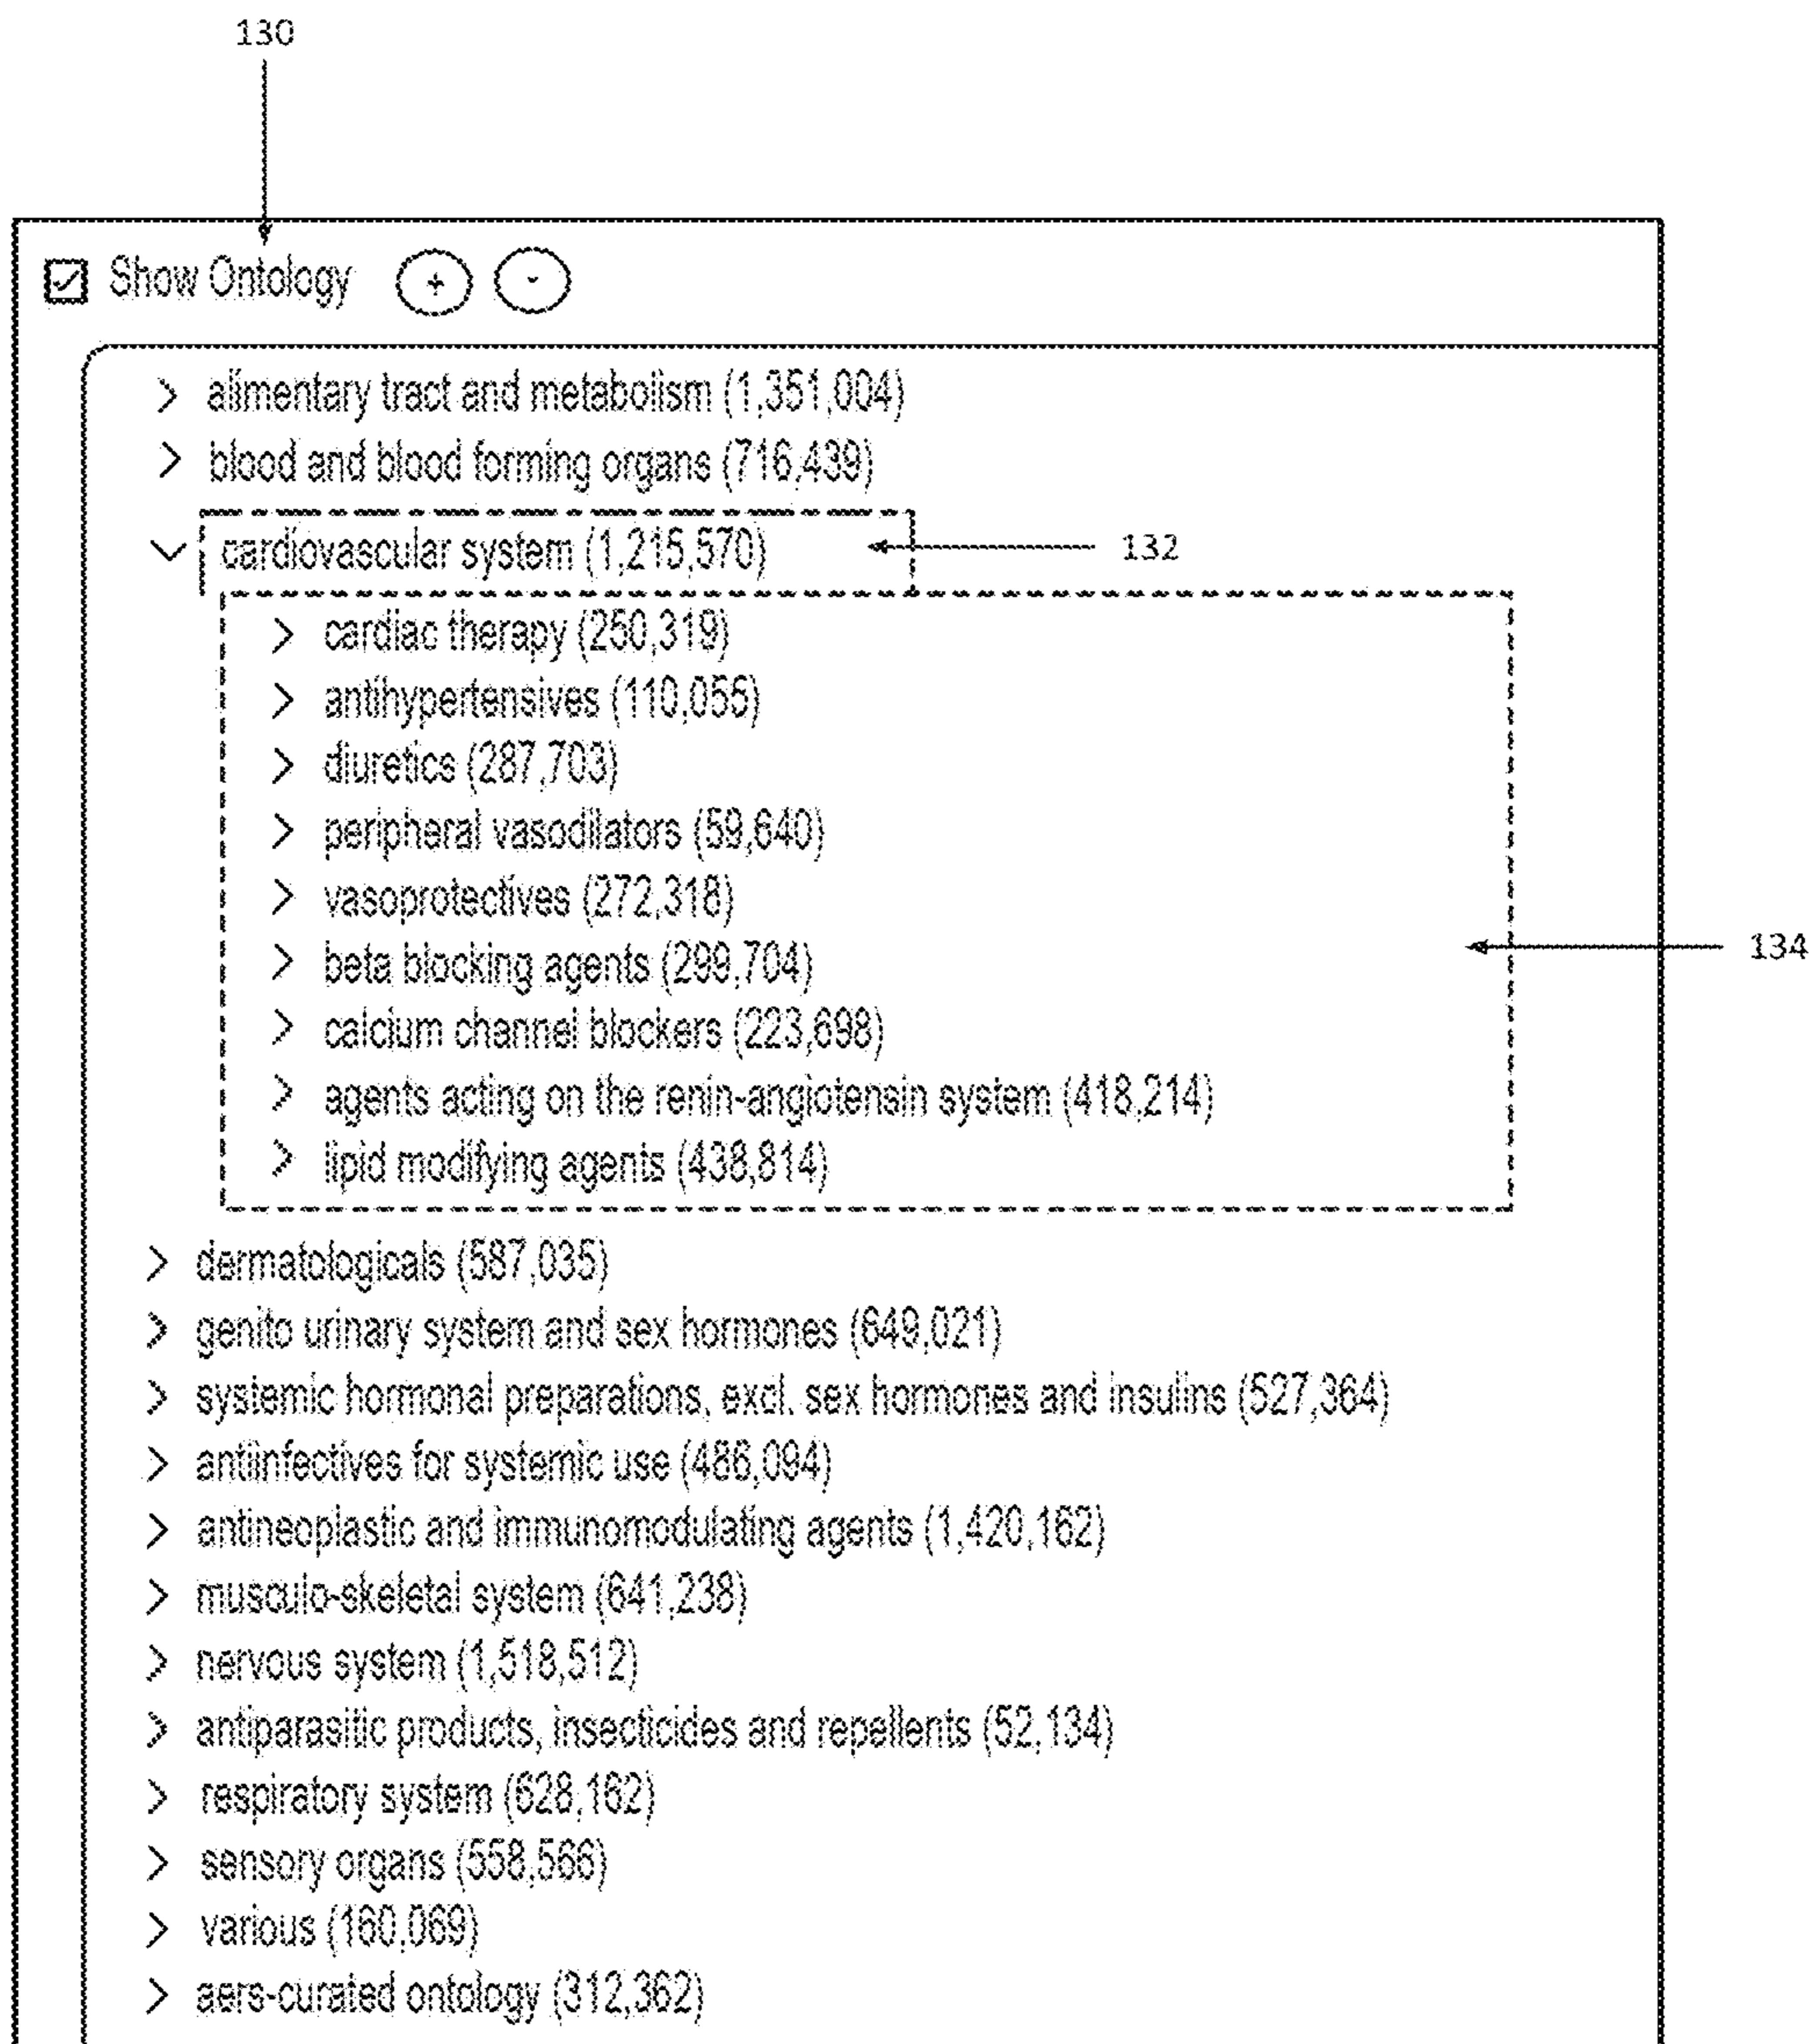 130
Show Ontology + -
> alimentary tract and metabolism (1,351,004)
> blood and blood forming organs (716,439)
cardiovascular system (1,215,570) 132
> cardiac therapy (250,319)
> antihypertensives (110,055)
> diuretics (287,703)
> peripheral vasodilators (59,640)
> vasoprotectives (272,318)
> beta blocking agents (299,704)
134
> calcium channel blockers (223,698)
> agents acting on the renin-angiotensin system (418,214)
> lipid modifying agents (438,814)
> dermatologicals (587,035)
> genito urinary system and sex hormones (649,021)
> systemic hormonal preparations, excl. sex hormones and insulins (527,364)
> antiinfectives for systemic use (486,094)
> antineoplastic and immunomodulating agents (1,420,162)
> musculo-skeletal system (641,238)
> nervous system (1,518,512)
> antiparasitic products, insecticides and repellents (52,134)
> respiratory system (628,162)
> sensory organs (558,566)
> various (160,069)
> aers-curated ontology (312,362)